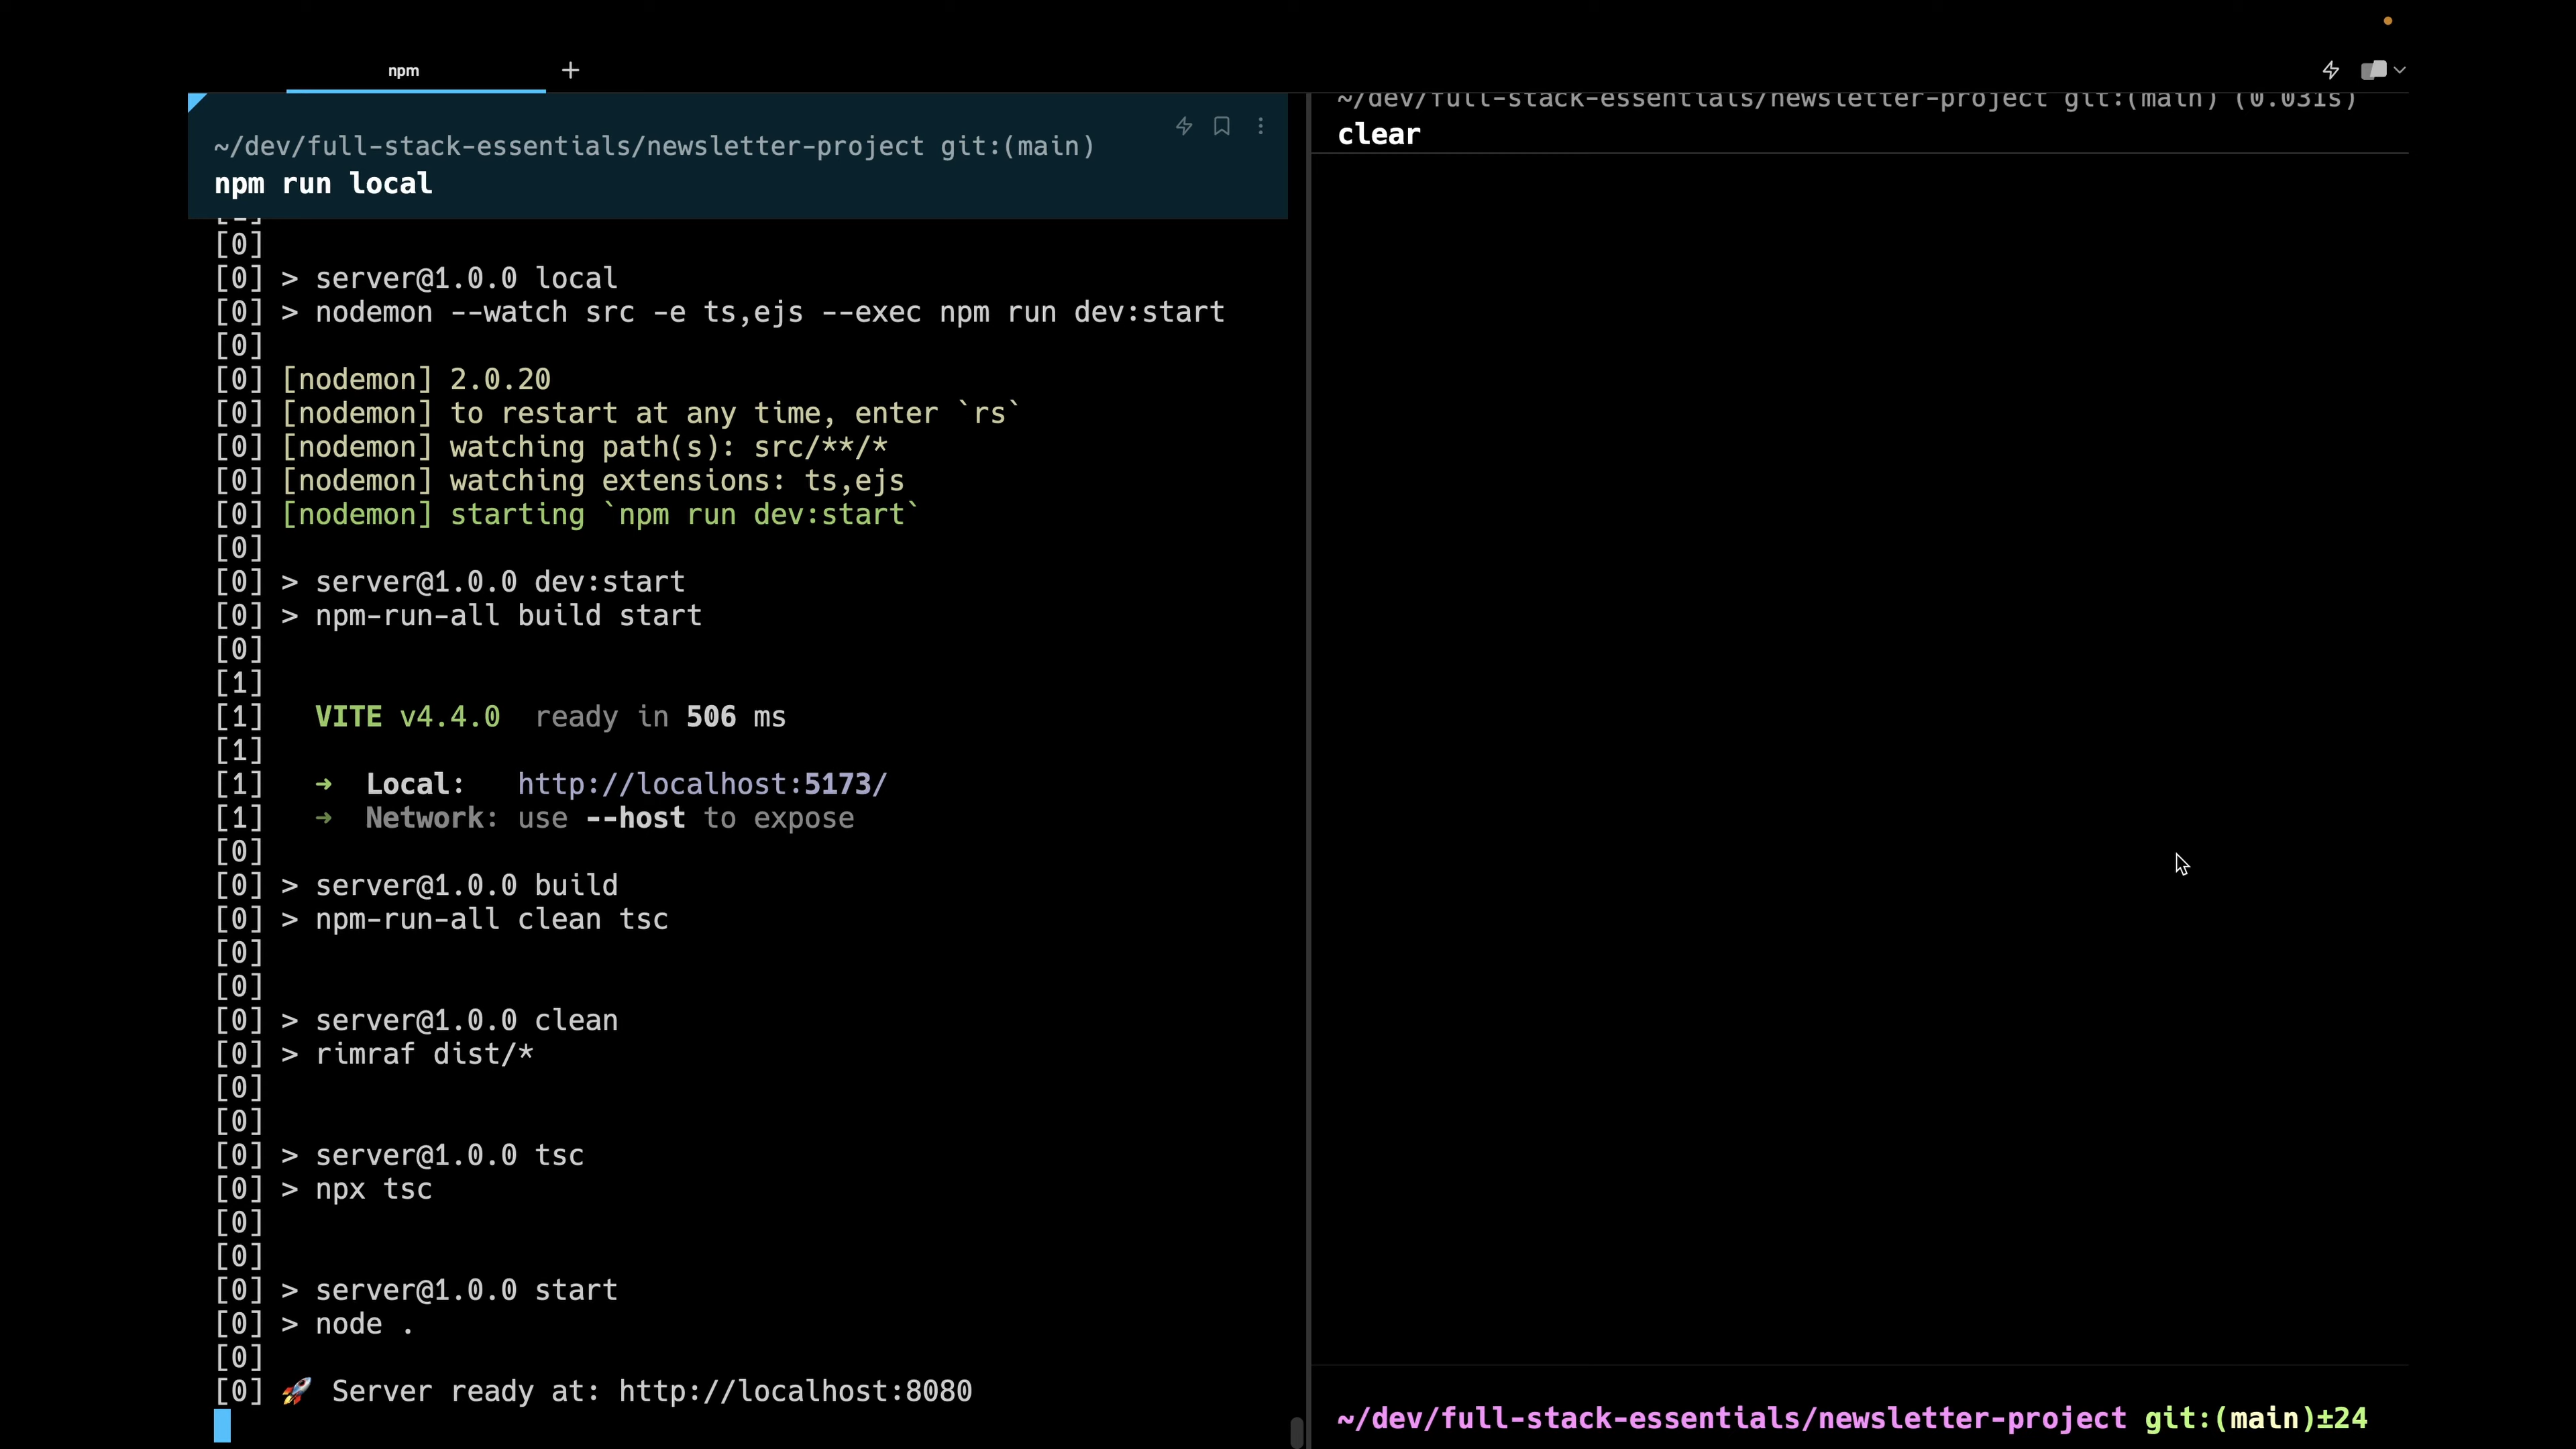 npm
~/dev/full-stack-essentials/newsletter-project git:(main)
npm run local
[0]
[0] > server@1.0.0 local
[0] > nodemon --watch src -e ts,ejs --exec npm run dev:start
[0]
[0] [nodemon] 2.0.20
[0] [nodemon] to restart at any time, enter `rs`
[0] [nodemon] watching path(s): src/**/*
[0] [nodemon] watching extensions: ts,ejs
[0] [nodemon] starting `npm run dev:start`
[0]
[0] > server@1.0.0 dev:start
[0] > npm-run-all build start
[0]
[1]
[1] VITE v4.4.0 ready in 506 ms
[1]
[1] ➜ Local: http://localhost:5173/
[1] ➜ Network: use --host to expose
[0]
[0] > server@1.0.0 build
[0] > npm-run-all clean tsc
[0]
[0]
[0] > server@1.0.0 clean
[0] > rimraf dist/*
[0]
[0]
[0] > server@1.0.0 tsc
[0] > npx tsc
[0]
[0]
[0] > server@1.0.0 start
[0] > node .
[0]
[0] 🚀 Server ready at: http://localhost:8080
~/dev/full-stack-essentials/newsletter-project git:(main) (0.031s)
clear
~/dev/full-stack-essentials/newsletter-project git:(main)±24